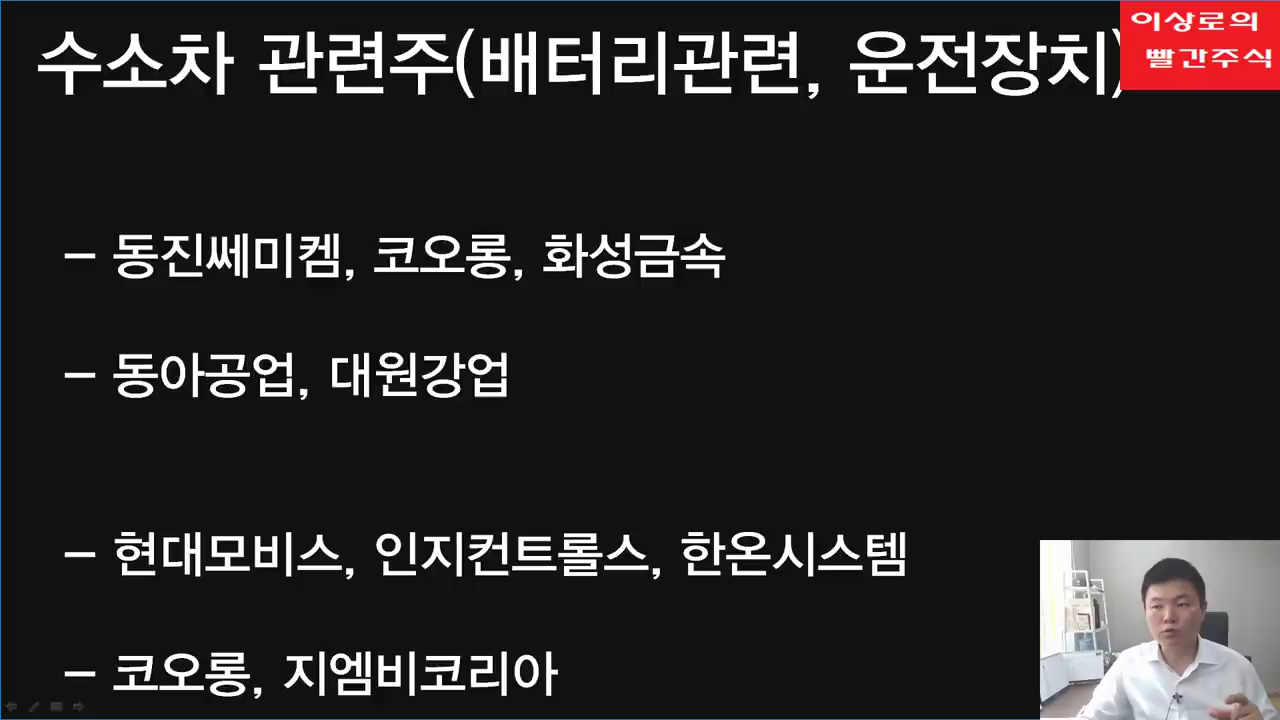 수소차 관련주(배터리관련, 운전장치)
이상로의
빨간주식
- 동진쎄미켐, 코오롱, 화성금속
- 동아공업, 대원강업
- 현대모비스, 인지컨트롤스, 한온시스템
- 코오롱, 지엠비코리아